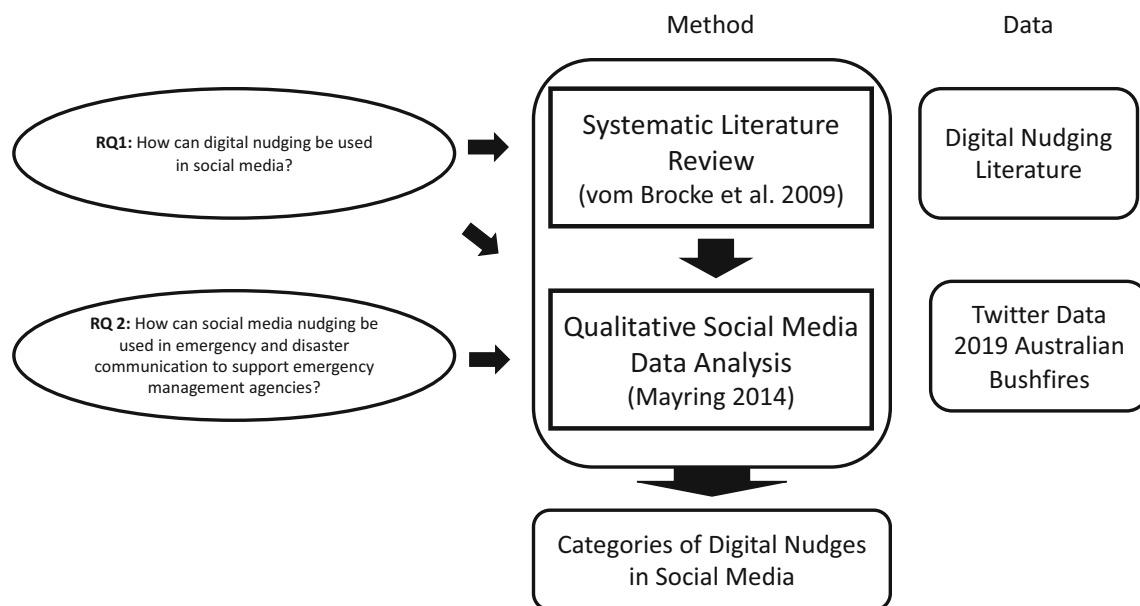 Method
Data
RQ1: How can digital nudging be used
in social media?
Systematic Literature
Review
(vom Brocke et al. 2009)
Digital Nudging
Literature
RQ 2: How can social media nudging be
used in emergency and disaster
communication to support emergency
management agencies?
Qualitative Social Media
Data Analysis
(Mayring 2014)
Twitter Data
2019 Australian
Bushfires
Categories of Digital Nudges
in Social Media